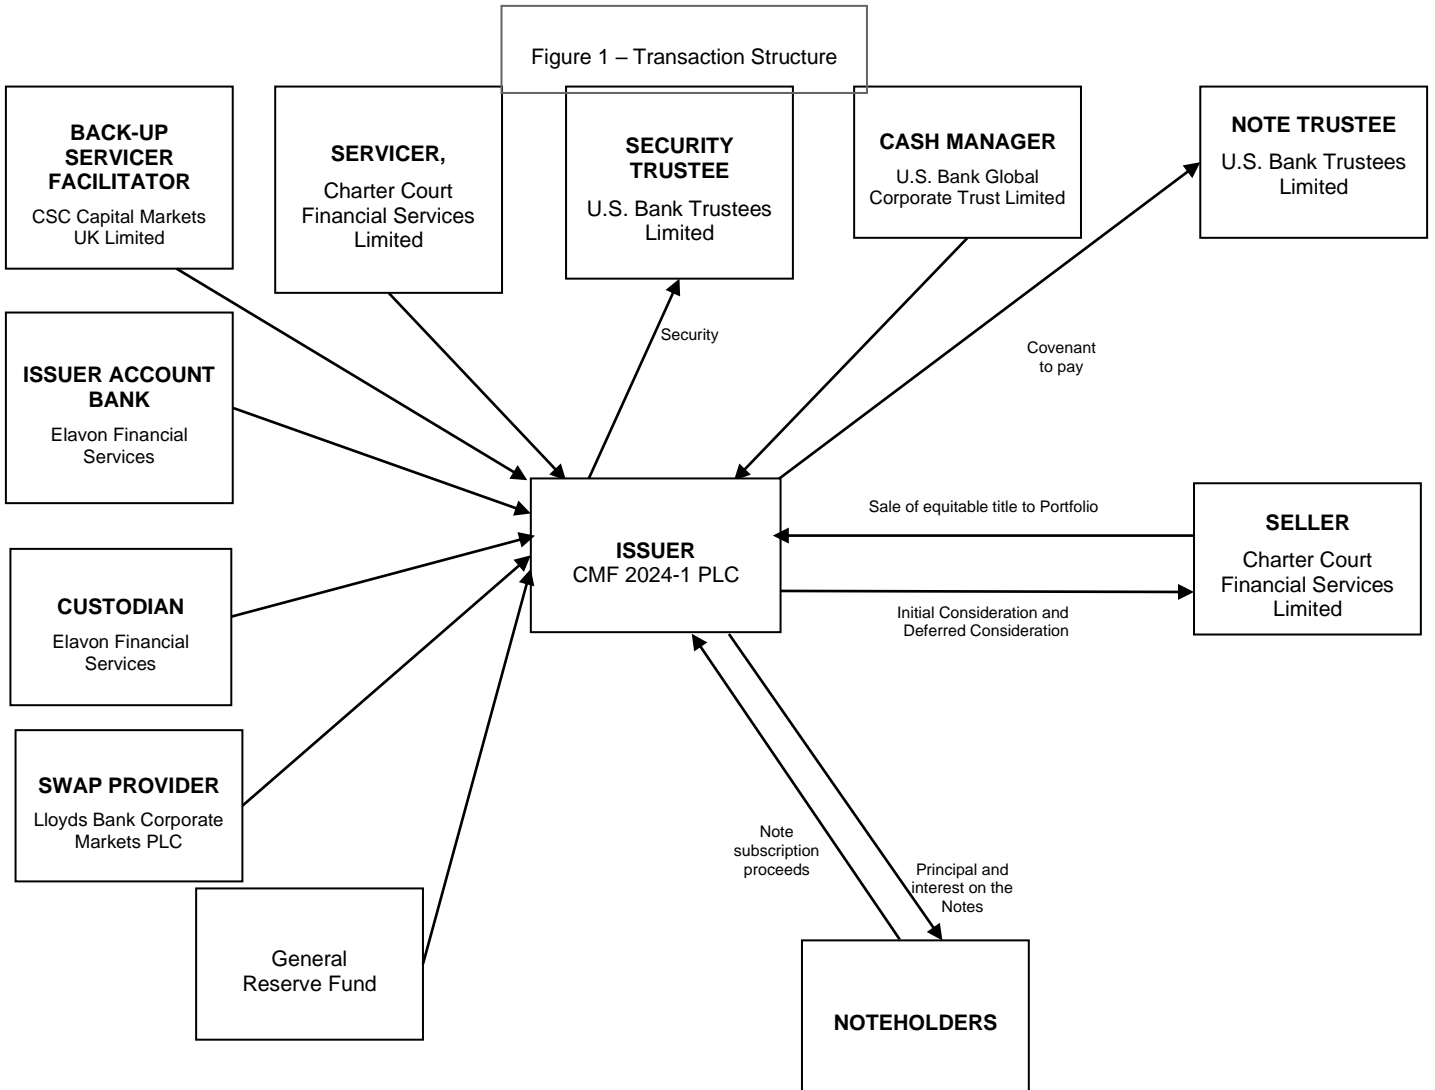 Figure 1 – Transaction Structure
BACK-UP
SERVICER
FACILITATOR
CSC Capital Markets
UK Limited
SERVICER,
Charter Court
Financial Services
Limited
SECURITY
TRUSTEE
U.S. Bank Trustees
Limited
CASH MANAGER
U.S. Bank Global
Corporate Trust Limited
NOTE TRUSTEE
U.S. Bank Trustees
Limited
Security
Covenant
to pay
ISSUER ACCOUNT
BANK
Elavon Financial
Services
ISSUER
CMF 2024-1 PLC
Sale of equitable title to Portfolio
SELLER
Charter Court
Financial Services
Limited
Initial Consideration and
Deferred Consideration
CUSTODIAN
Elavon Financial
Services
SWAP PROVIDER
Lloyds Bank Corporate
Markets PLC
Note
subscription
proceeds
Principal and
interest on the
Notes
General
Reserve Fund
NOTEHOLDERS